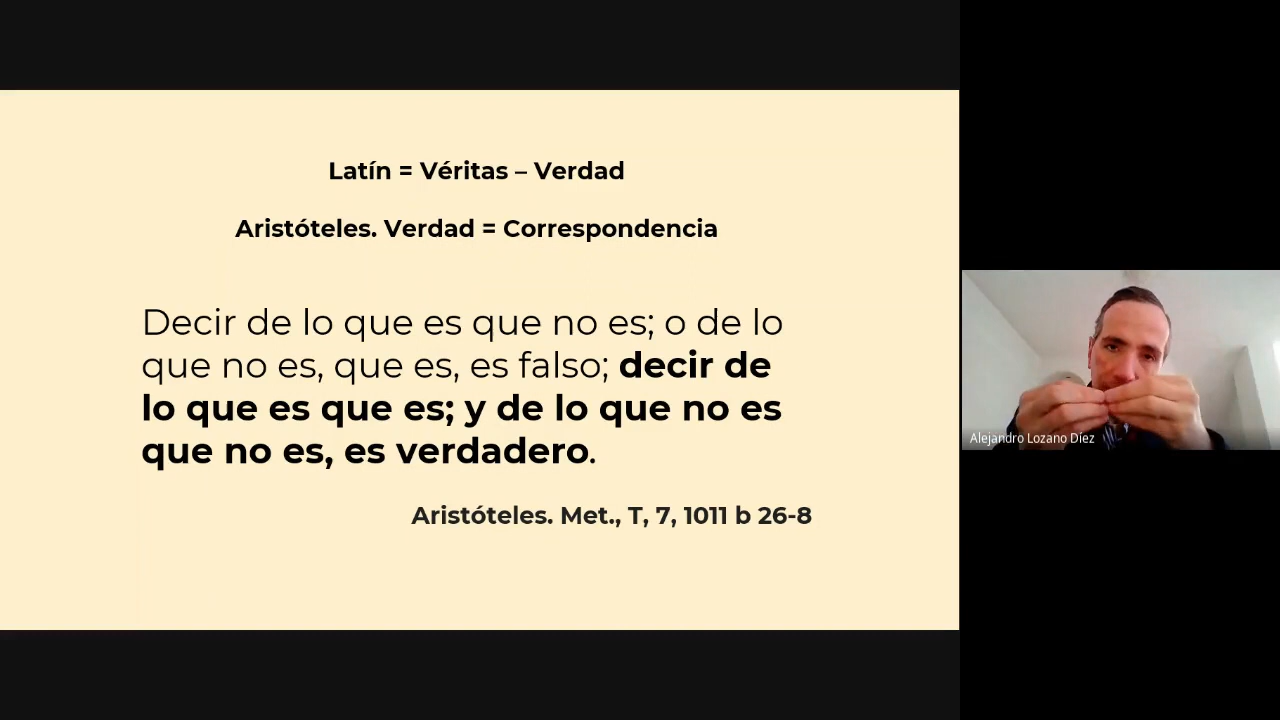 Latín = Véritas – Verdad
Aristóteles. Verdad = Correspondencia
Decir de lo que es que no es; o de lo
que no es, que es, es falso; decir de
lo que es que es; y de lo que no es
que no es, es verdadero.
Aristóteles. Met., T, 7, 1011 b 26-8
Alejandro Lozano Díez